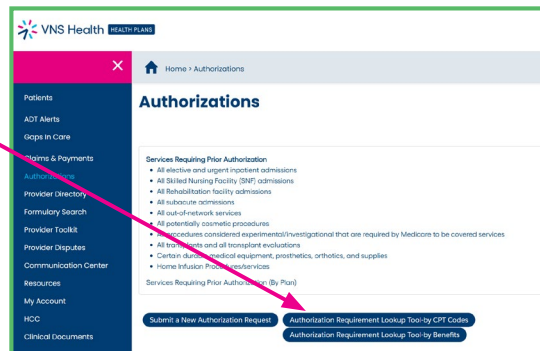 VNS Health HEALTH PLANS
Home > Authorizations
Patients
ADT Alerts
Gaps In Care
Claims & Payments
Authorizations
Provider Directory
Formulary Search
Provider Toolkit
Provider Disputes
Communication Center
Resources
My Account
HCC
Clinical Documents
Authorizations
Services Requiring Prior Authorization
• All elective and urgent inpatient admissions
• All Skilled Nursing Facility (SNF) admissions
• All Rehabilitation facility admissions
• All subacute admissions
• All out-of-network services
• All potentially cosmetic procedures
• All procedures considered experimental/investigational that are required by Medicare to be covered services
• All transplants and all transplant evaluations
• Certain durable medical equipment, prosthetics, orthotics, and supplies
• Home Infusion Procedures/services
Services Requiring Prior Authorization (By Plan)
Submit a New Authorization Request
Authorization Requirement Lookup Tool-by CPT Codes
Authorization Requirement Lookup Tool-by Benefits